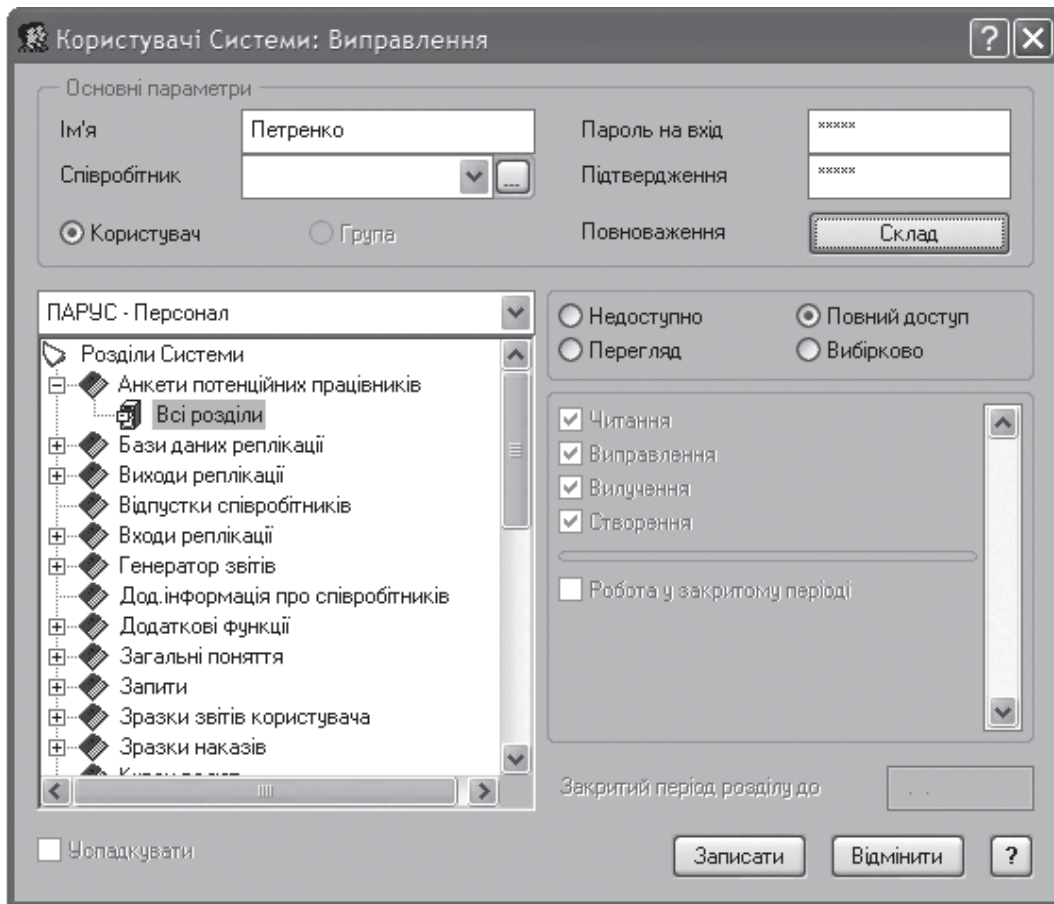 Користувачі Системи: Виправлення
Основні параметри
Ім'я Петренко Пароль на вхід *****
Співробітник ... Підтвердження *****
Користувач Група Повноваження Склад
ПАРУС - Персонал
Розділи Системи
Анкети потенційних працівників
Всі розділи
Бази даних реплікації
Виходи реплікації
Відпустки співробітників
Входи реплікації
Генератор звітів
Дод.інформація про співробітників
Додаткові функції
Загальні поняття
Запити
Зразки звітів користувача
Зразки наказів
Недоступно Повний доступ
Перегляд Вибірково
Читання
Виправлення
Вилучення
Створення
Робота у закритому періоді
Закритий період розділу до . .
Успадкувати Записати Відмінити ?